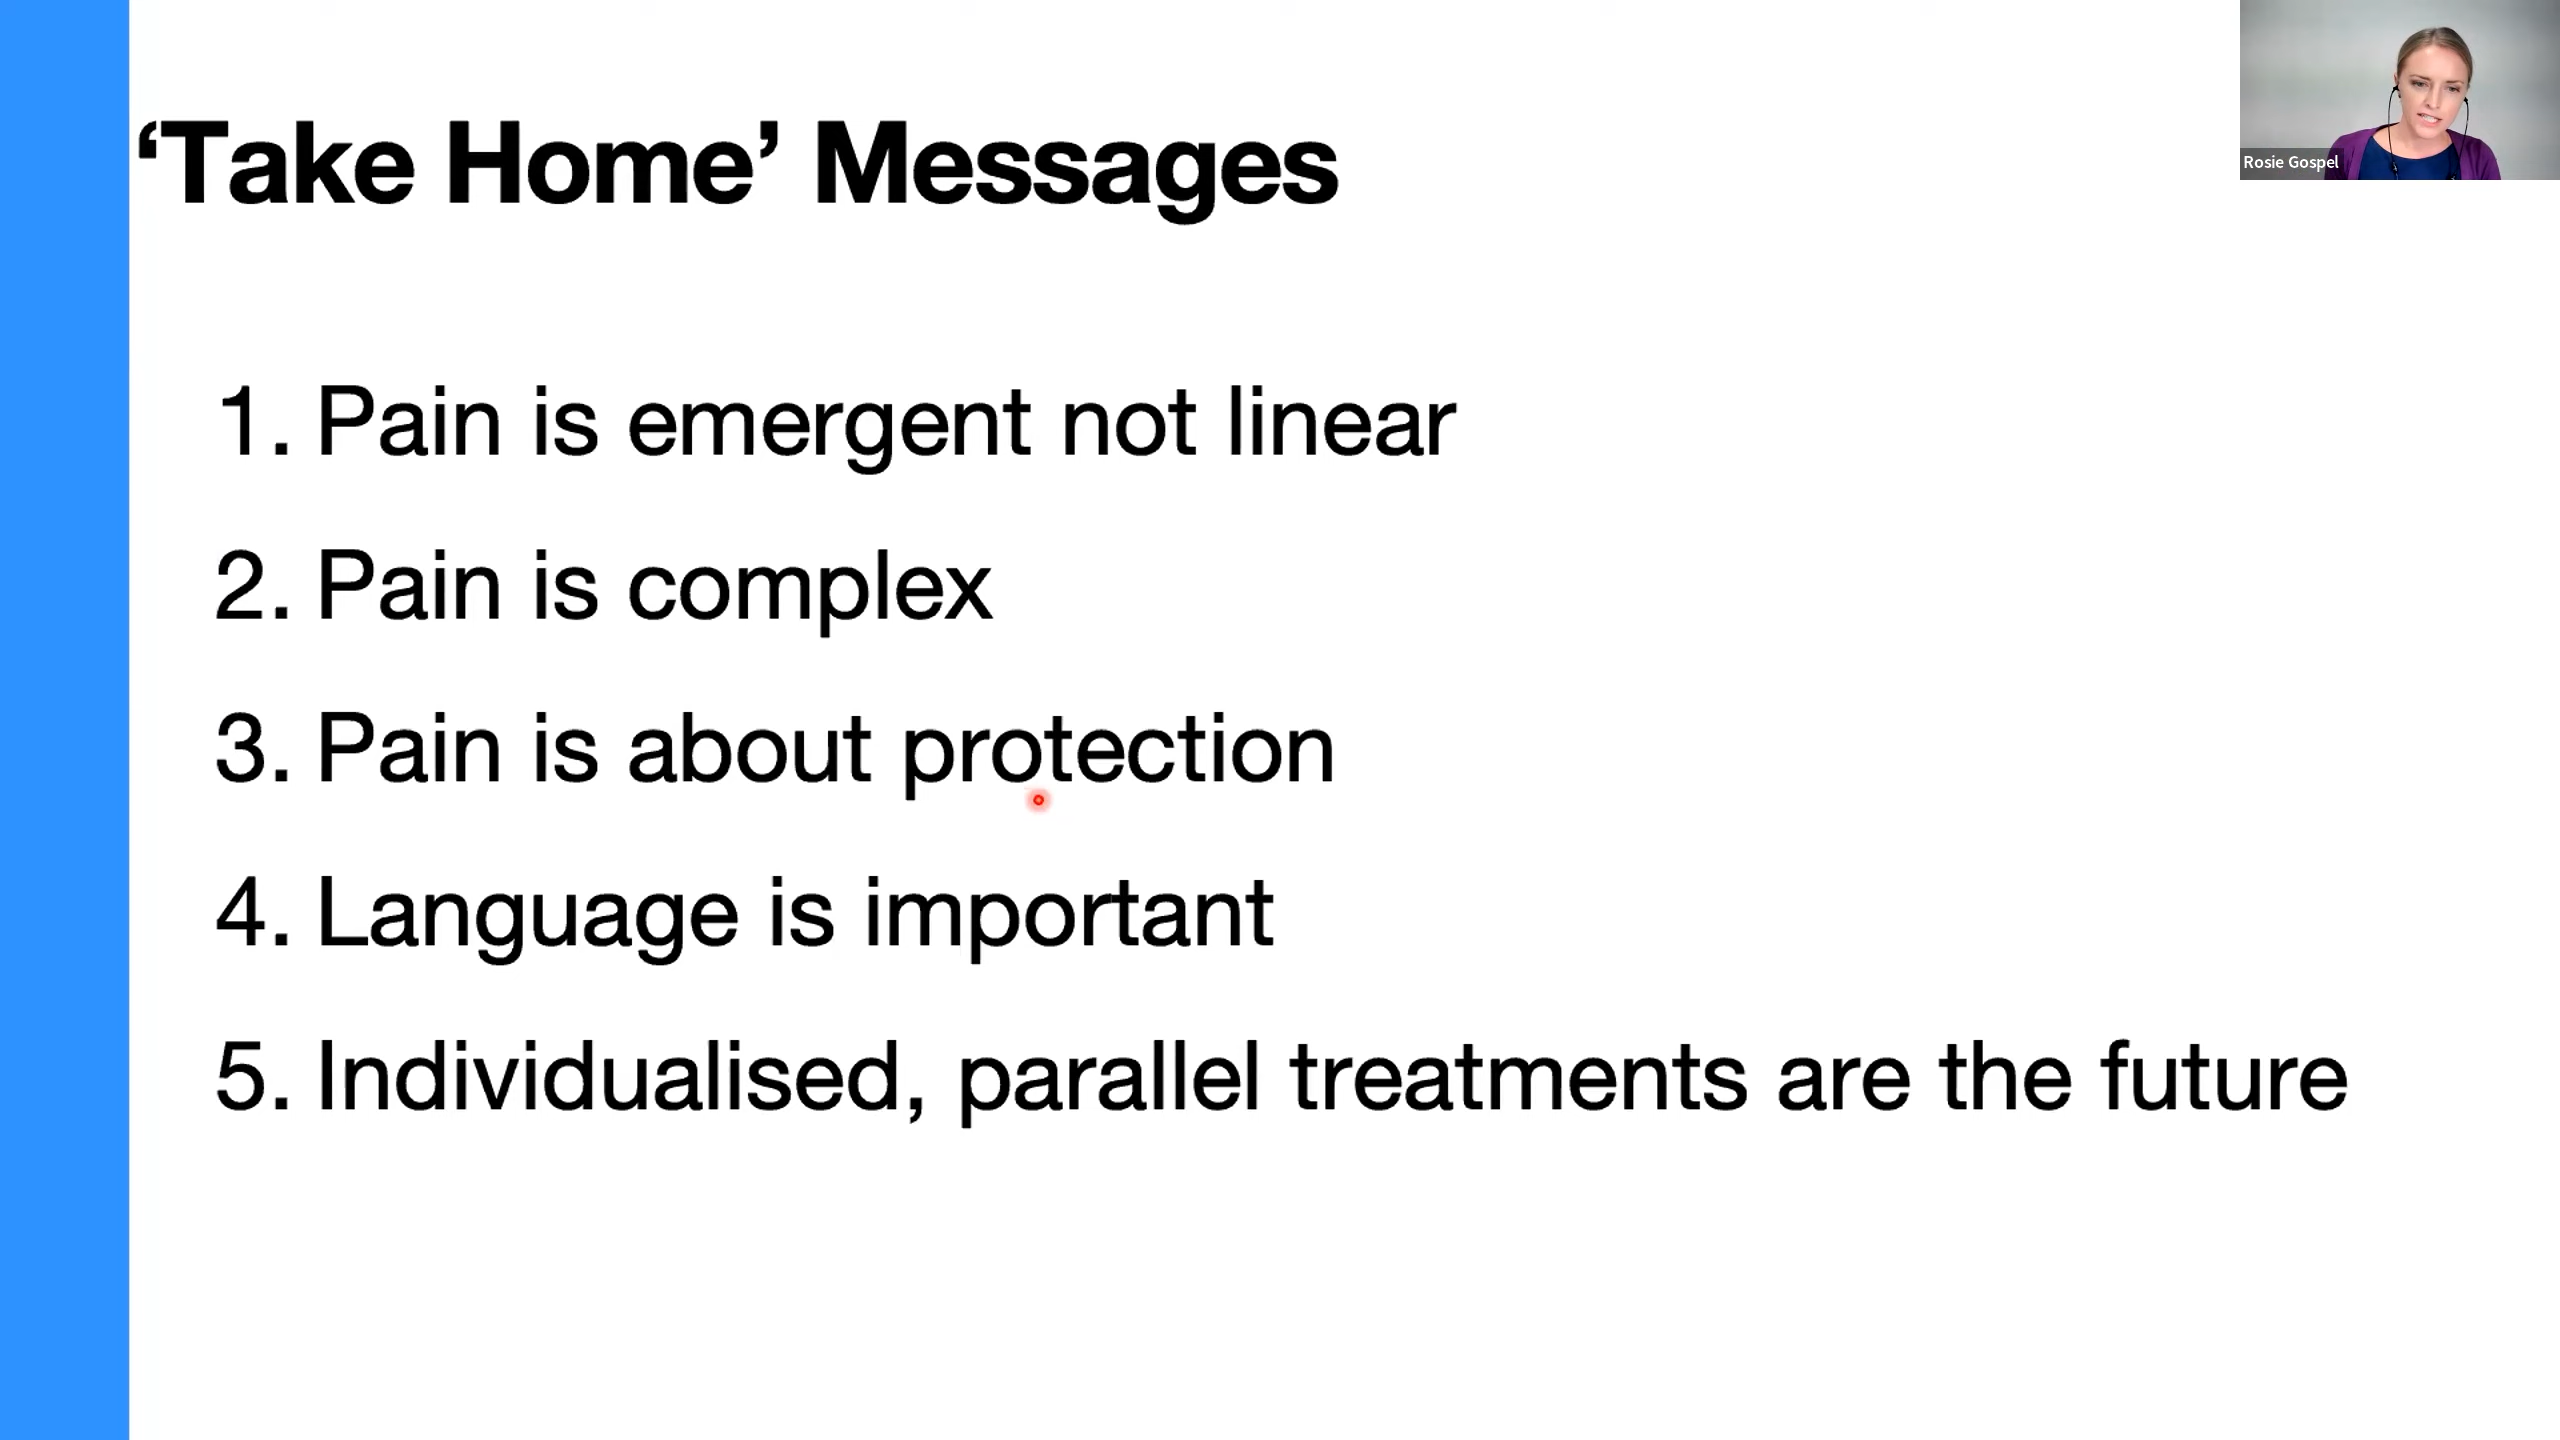 ‘Take Home’ Messages
Rosie Gospel
1. Pain is emergent not linear
2. Pain is complex
3. Pain is about protection
4. Language is important
5. Individualised, parallel treatments are the future